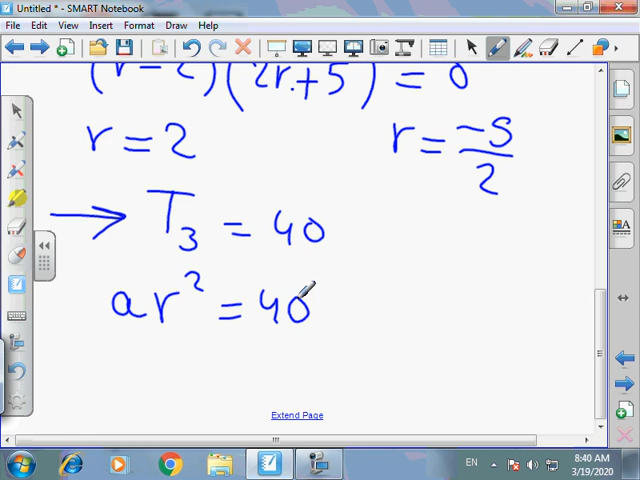 Untitled * - SMART Notebook
File Edit View Insert Format Draw Help
(r-2)(2r+5) = 0
r = 2
r = -5/2
→ T₃ = 40
ar² = 40
Extend Page
EN
8:40 AM
3/19/2020